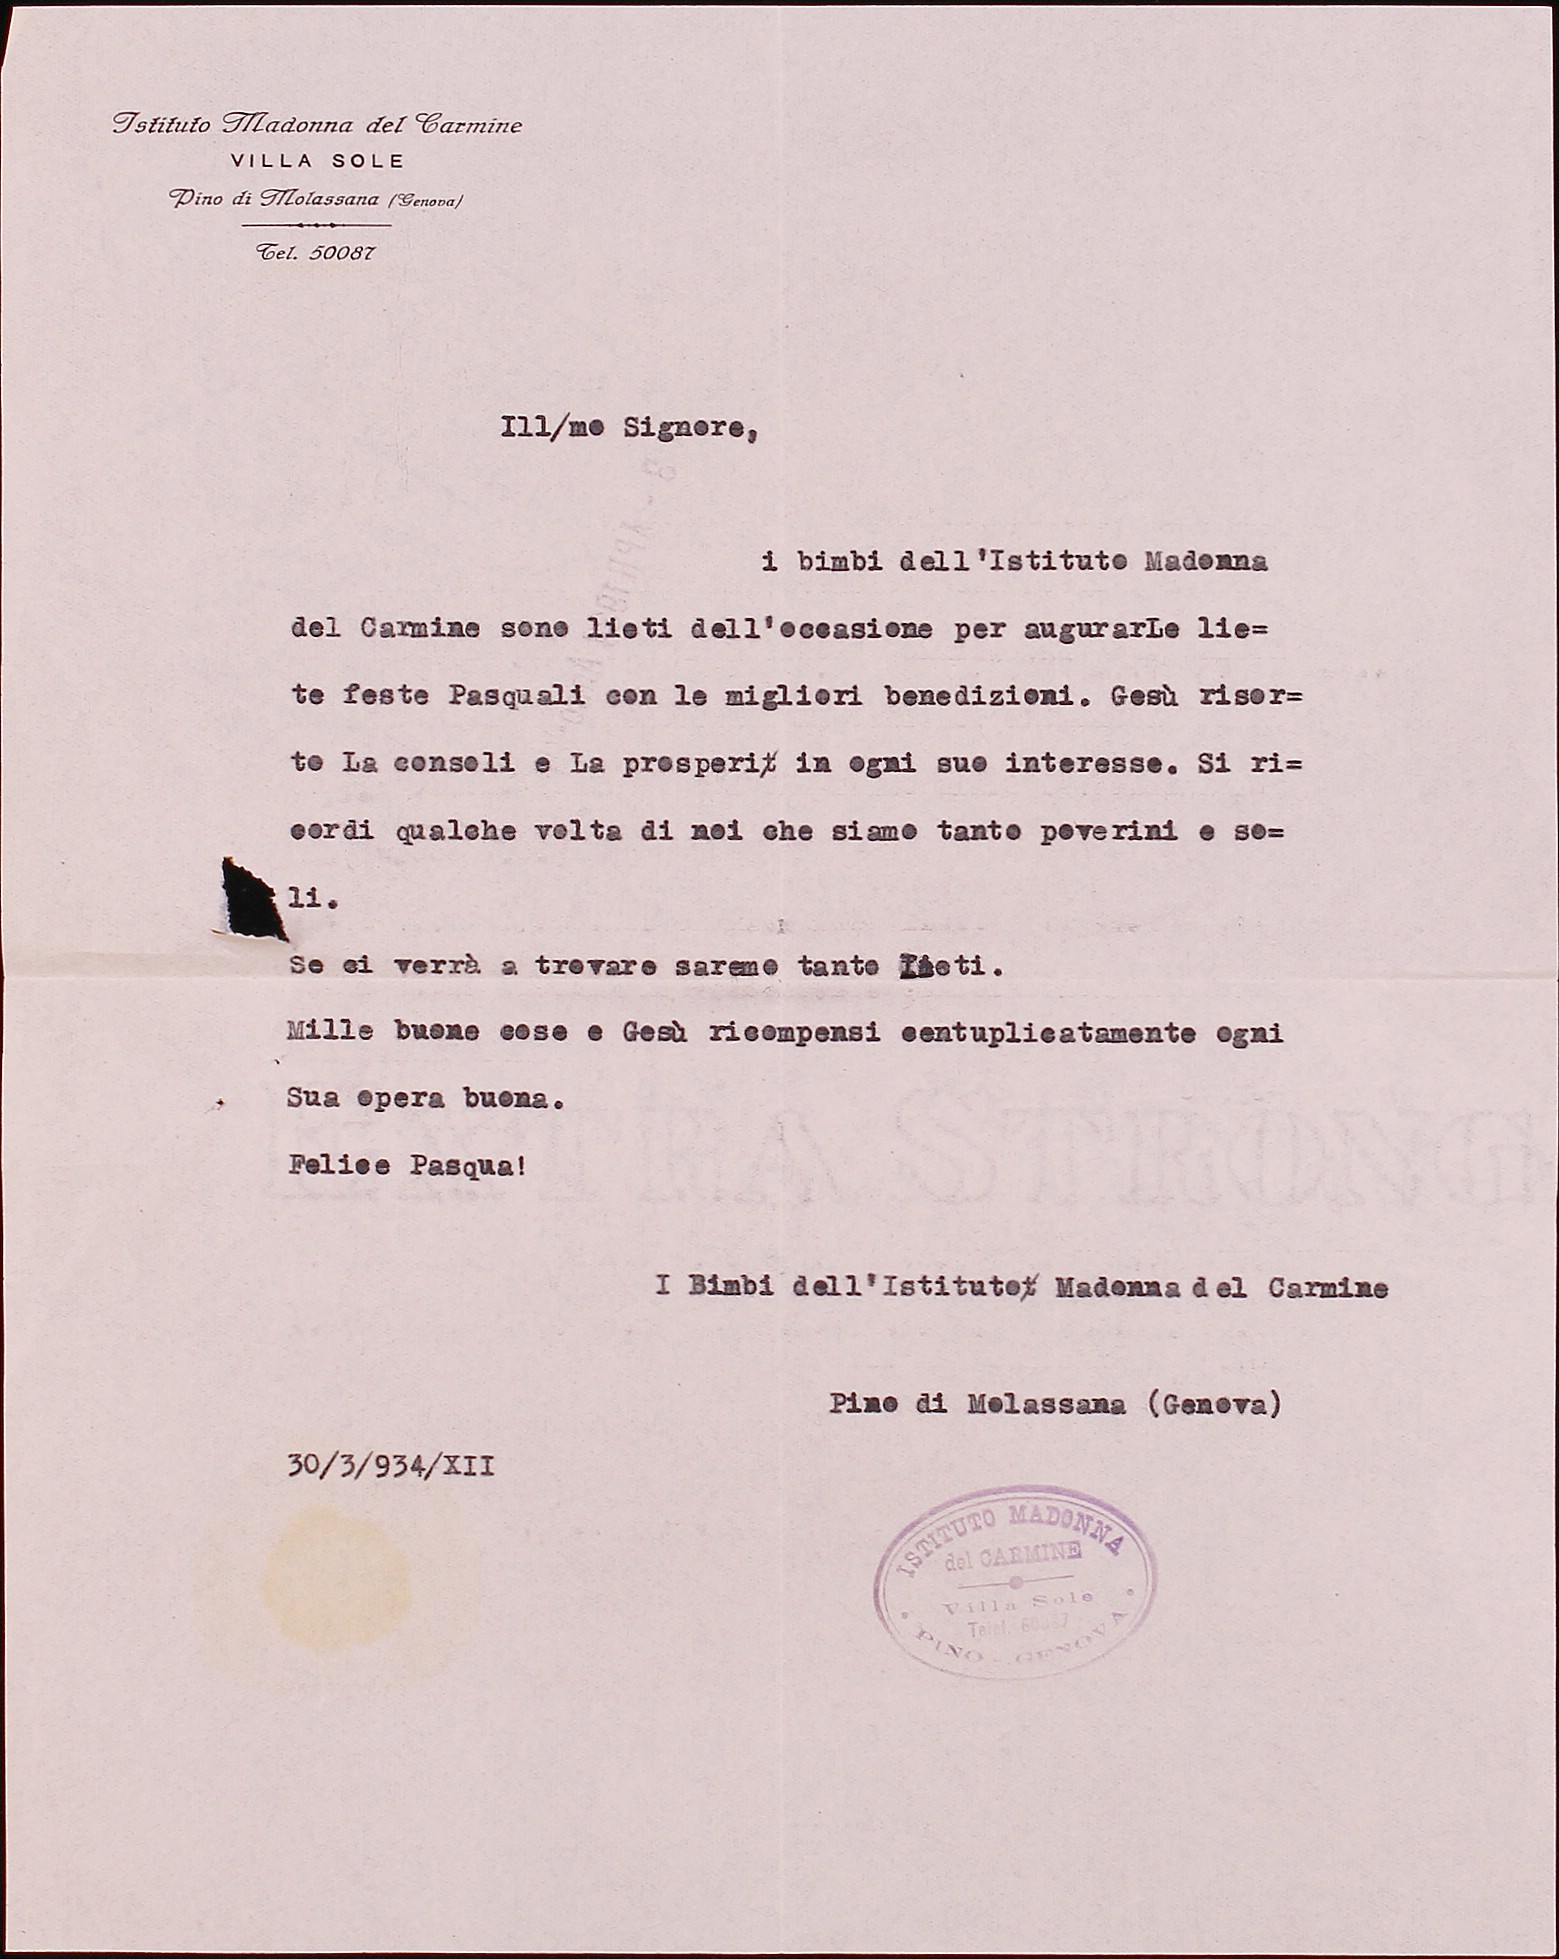 Istituto Madonna del Carmine
VILLA SOLE
Pino di Molassana (Genova)
Tel. 50087
Ill/mo Signore,
i bimbi dell'Istituto Madonna
del Carmine sono lieti dell'occasione per augurarLe lie=
te feste Pasquali con le migliori benedizioni. Gesù risor=
to La consoli e La prosperi in ogni suo interesse. Si ri=
cordi qualche volta di noi che siamo tanto poverini e so=
li.
Se ci verrà a trovare saremo tanto lieti.
Mille buone cose e Gesù ricompensi centuplicatamente ogni
Sua opera buona.
Felice Pasqua!
I Bimbi dell'Istituto Madonna del Carmine
Pino di Molassana (Genova)
30/3/934/XII
ISTITUTO MADONNA
del CARMINE
Villa Sole
Telef.
PINO - GENOVA